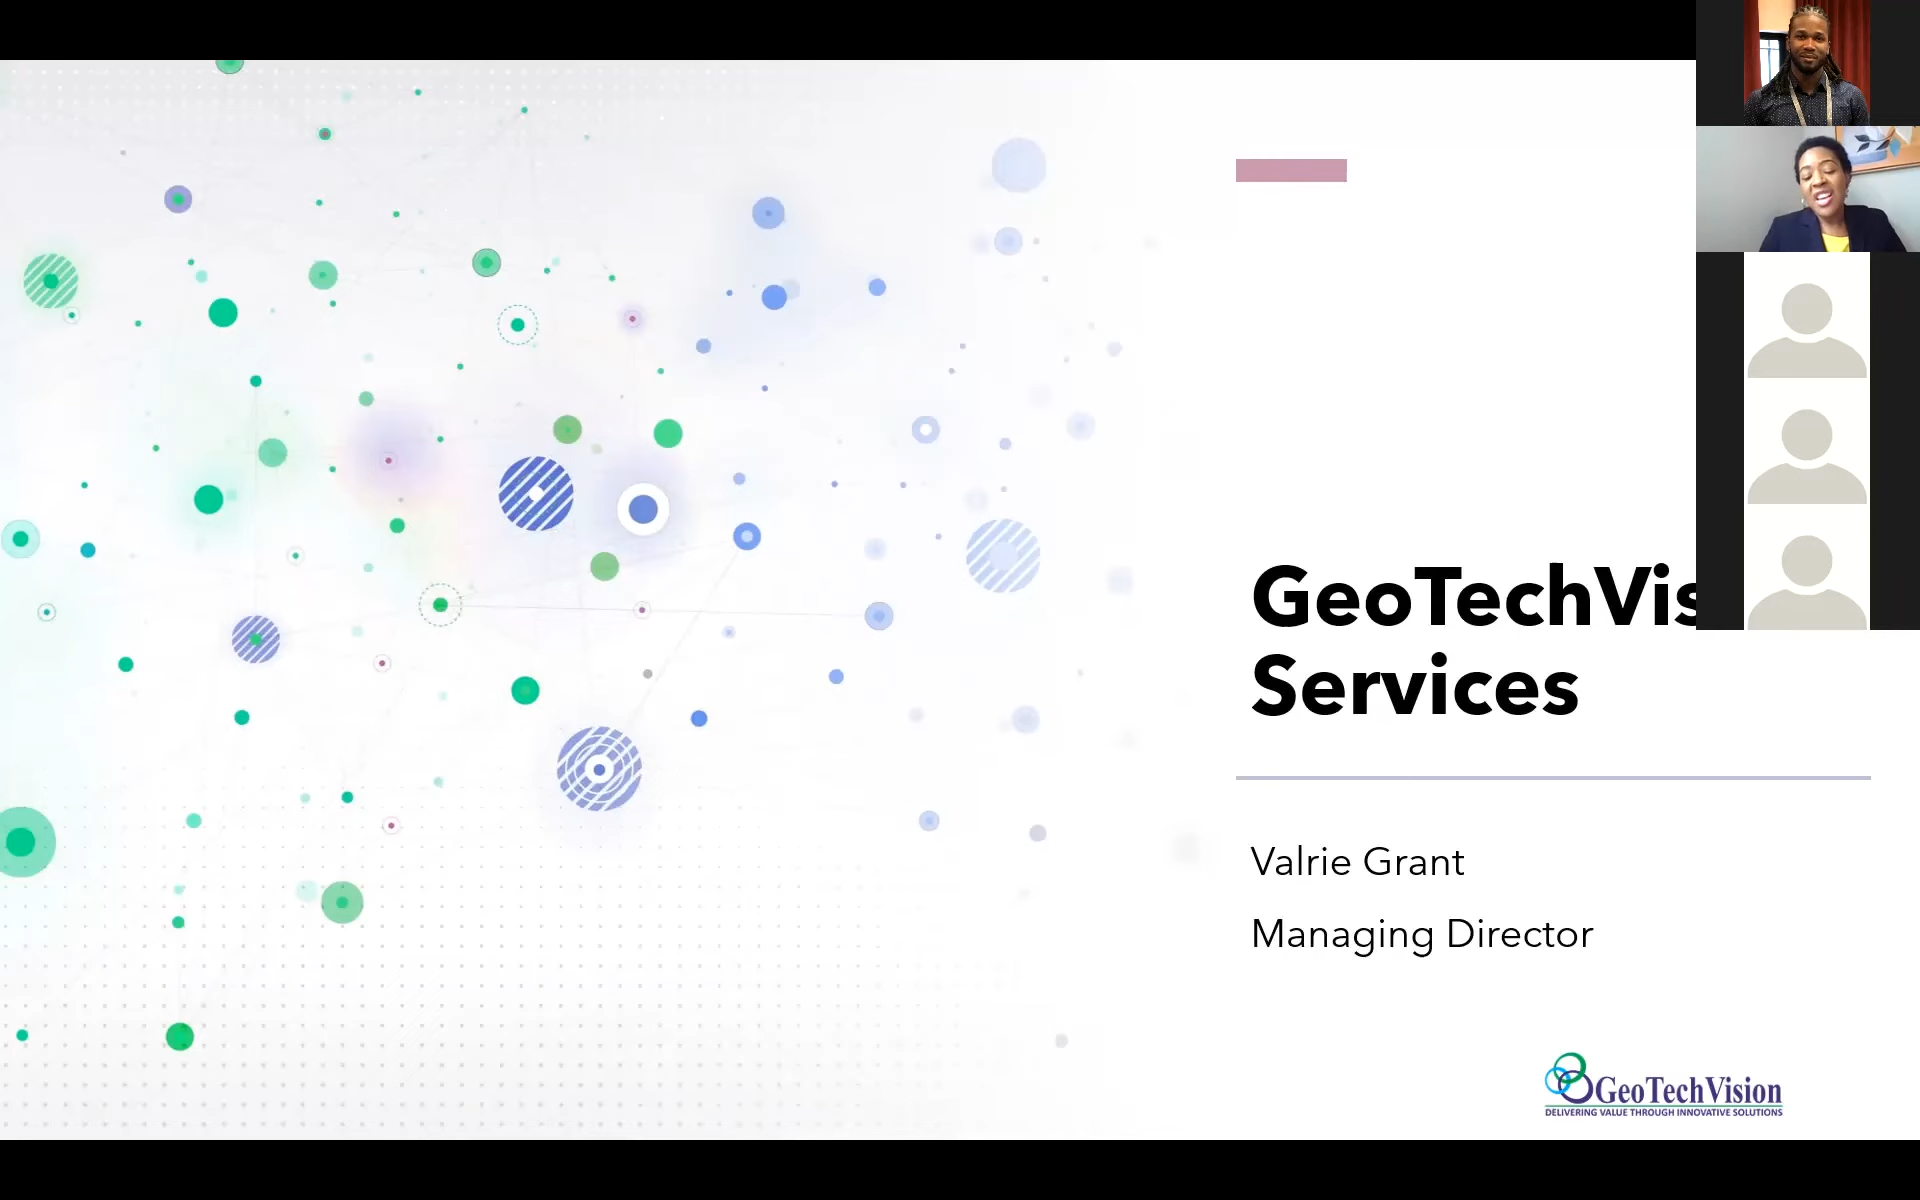 GeoTechVis
Services
Valrie Grant
Managing Director
GeoTechVision
DELIVERING VALUE THROUGH INNOVATIVE SOLUTIONS